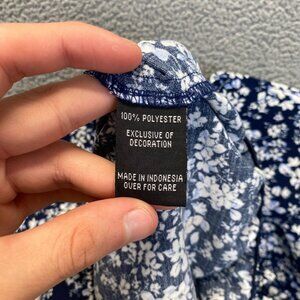 100% POLYESTER
EXCLUSIVE OF
DECORATION
MADE IN INDONESIA
OVER FOR CARE